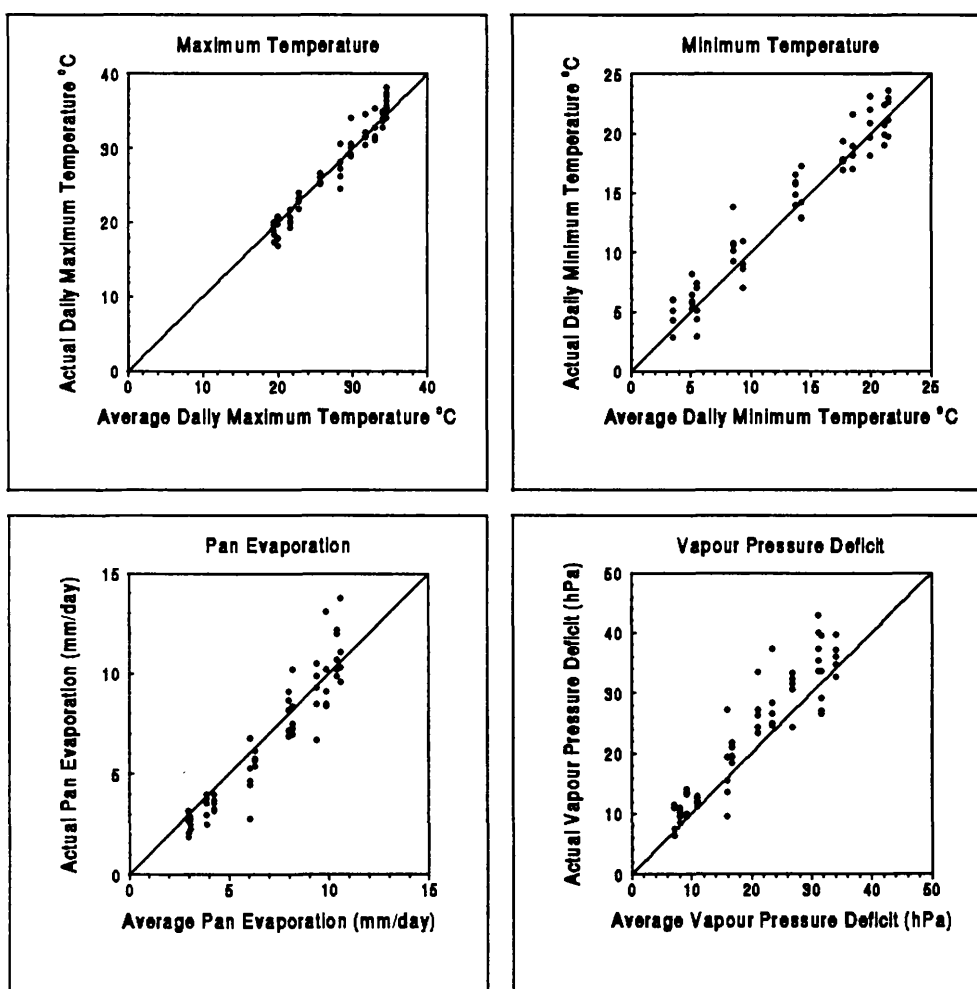 Maximum Temperature
Actual Daily Maximum Temperature °C
40
30
20
10
0
0 10 20 30 40
Average Daily Maximum Temperature °C
Minimum Temperature
Actual Daily Minimum Temperature °C
25
20
15
10
5
0
0 5 10 15 20 25
Average Daily Minimum Temperature °C
Pan Evaporation
Actual Pan Evaporation (mm/day)
15
10
5
0
0 5 10 15
Average Pan Evaporation (mm/day)
Vapour Pressure Deficit
Actual Vapour Pressure Deficit (hPa)
50
40
30
20
10
0
0 10 20 30 40 50
Average Vapour Pressure Deficit (hPa)